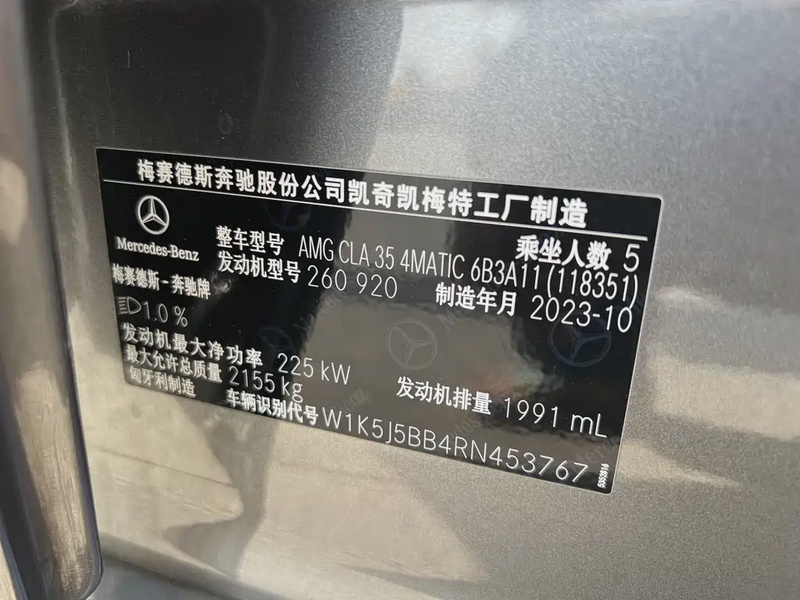 梅赛德斯奔驰股份公司凯奇凯梅特工厂制造
Mercedes-Benz
梅赛德斯-奔驰牌
整车型号 AMG CLA 35 4MATIC 6B3A11(118351)
乘坐人数 5
发动机型号 260 920
制造年月 2023-10
1.0 %
发动机最大净功率 225 kW
最大允许总质量 2155 kg
发动机排量 1991 mL
匈牙利制造
车辆识别代号 W1K5J5BB4RN453767